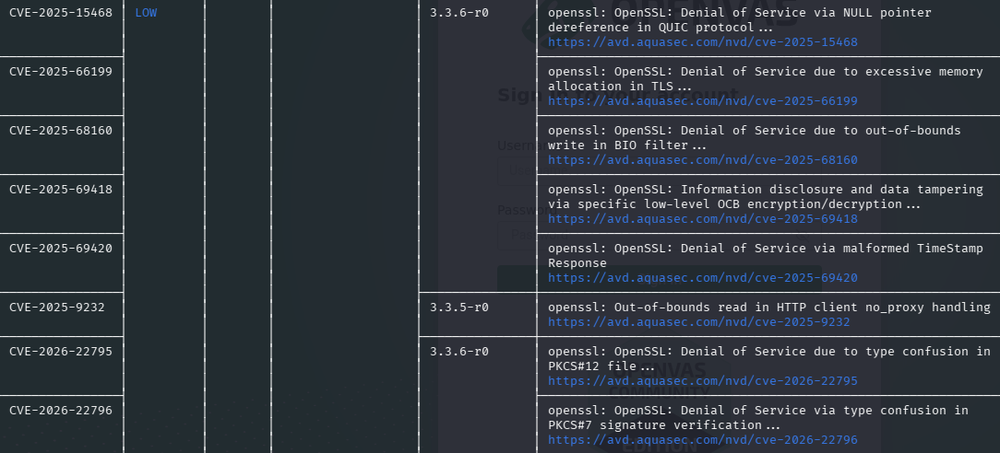 CVE-2025-15468 LOW 3.3.6-r0 openssl: OpenSSL: Denial of Service via NULL pointer
dereference in QUIC protocol...
https://avd.aquasec.com/nvd/cve-2025-15468
CVE-2025-66199 openssl: OpenSSL: Denial of Service due to excessive memory
allocation in TLS...
https://avd.aquasec.com/nvd/cve-2025-66199
CVE-2025-68160 openssl: OpenSSL: Denial of Service due to out-of-bounds
write in BIO filter...
https://avd.aquasec.com/nvd/cve-2025-68160
CVE-2025-69418 openssl: OpenSSL: Information disclosure and data tampering
via specific low-level OCB encryption/decryption...
https://avd.aquasec.com/nvd/cve-2025-69418
CVE-2025-69420 openssl: OpenSSL: Denial of Service via malformed TimeStamp
Response
https://avd.aquasec.com/nvd/cve-2025-69420
CVE-2025-9232 3.3.5-r0 openssl: Out-of-bounds read in HTTP client no_proxy handling
https://avd.aquasec.com/nvd/cve-2025-9232
CVE-2026-22795 3.3.6-r0 openssl: OpenSSL: Denial of Service due to type confusion in
PKCS#12 file...
https://avd.aquasec.com/nvd/cve-2026-22795
CVE-2026-22796 openssl: OpenSSL: Denial of Service via type confusion in
PKCS#7 signature verification...
https://avd.aquasec.com/nvd/cve-2026-22796
OPENVAS
Sign in to your account
OPENVAS
COMMUNITY
EDITION